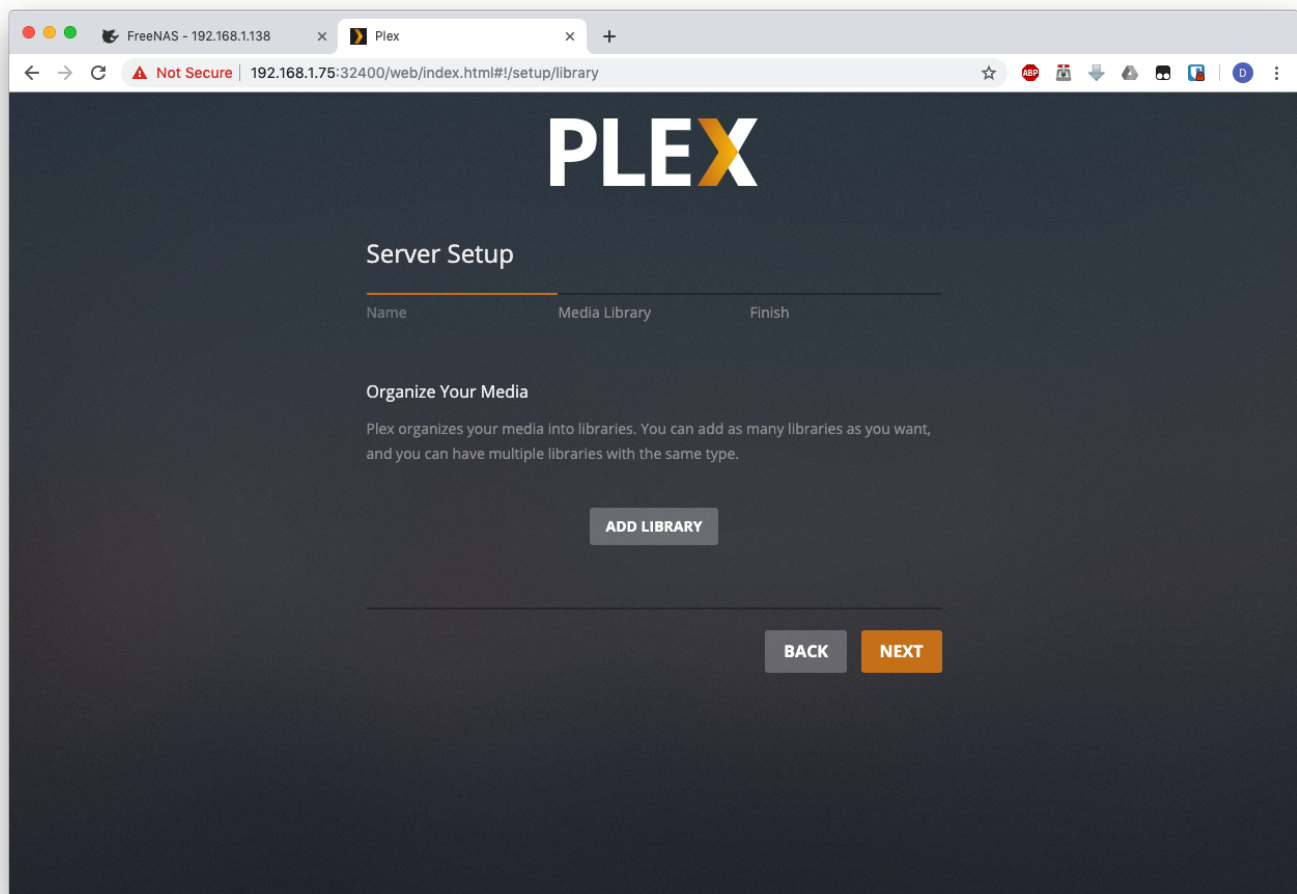 FreeNAS - 192.168.1.138
Plex
Not Secure
192.168.1.75:32400/web/index.html#!/setup/library
ABP
D
PLEX
Server Setup
Name
Media Library
Finish
Organize Your Media
Plex organizes your media into libraries. You can add as many libraries as you want,
and you can have multiple libraries with the same type.
ADD LIBRARY
BACK
NEXT